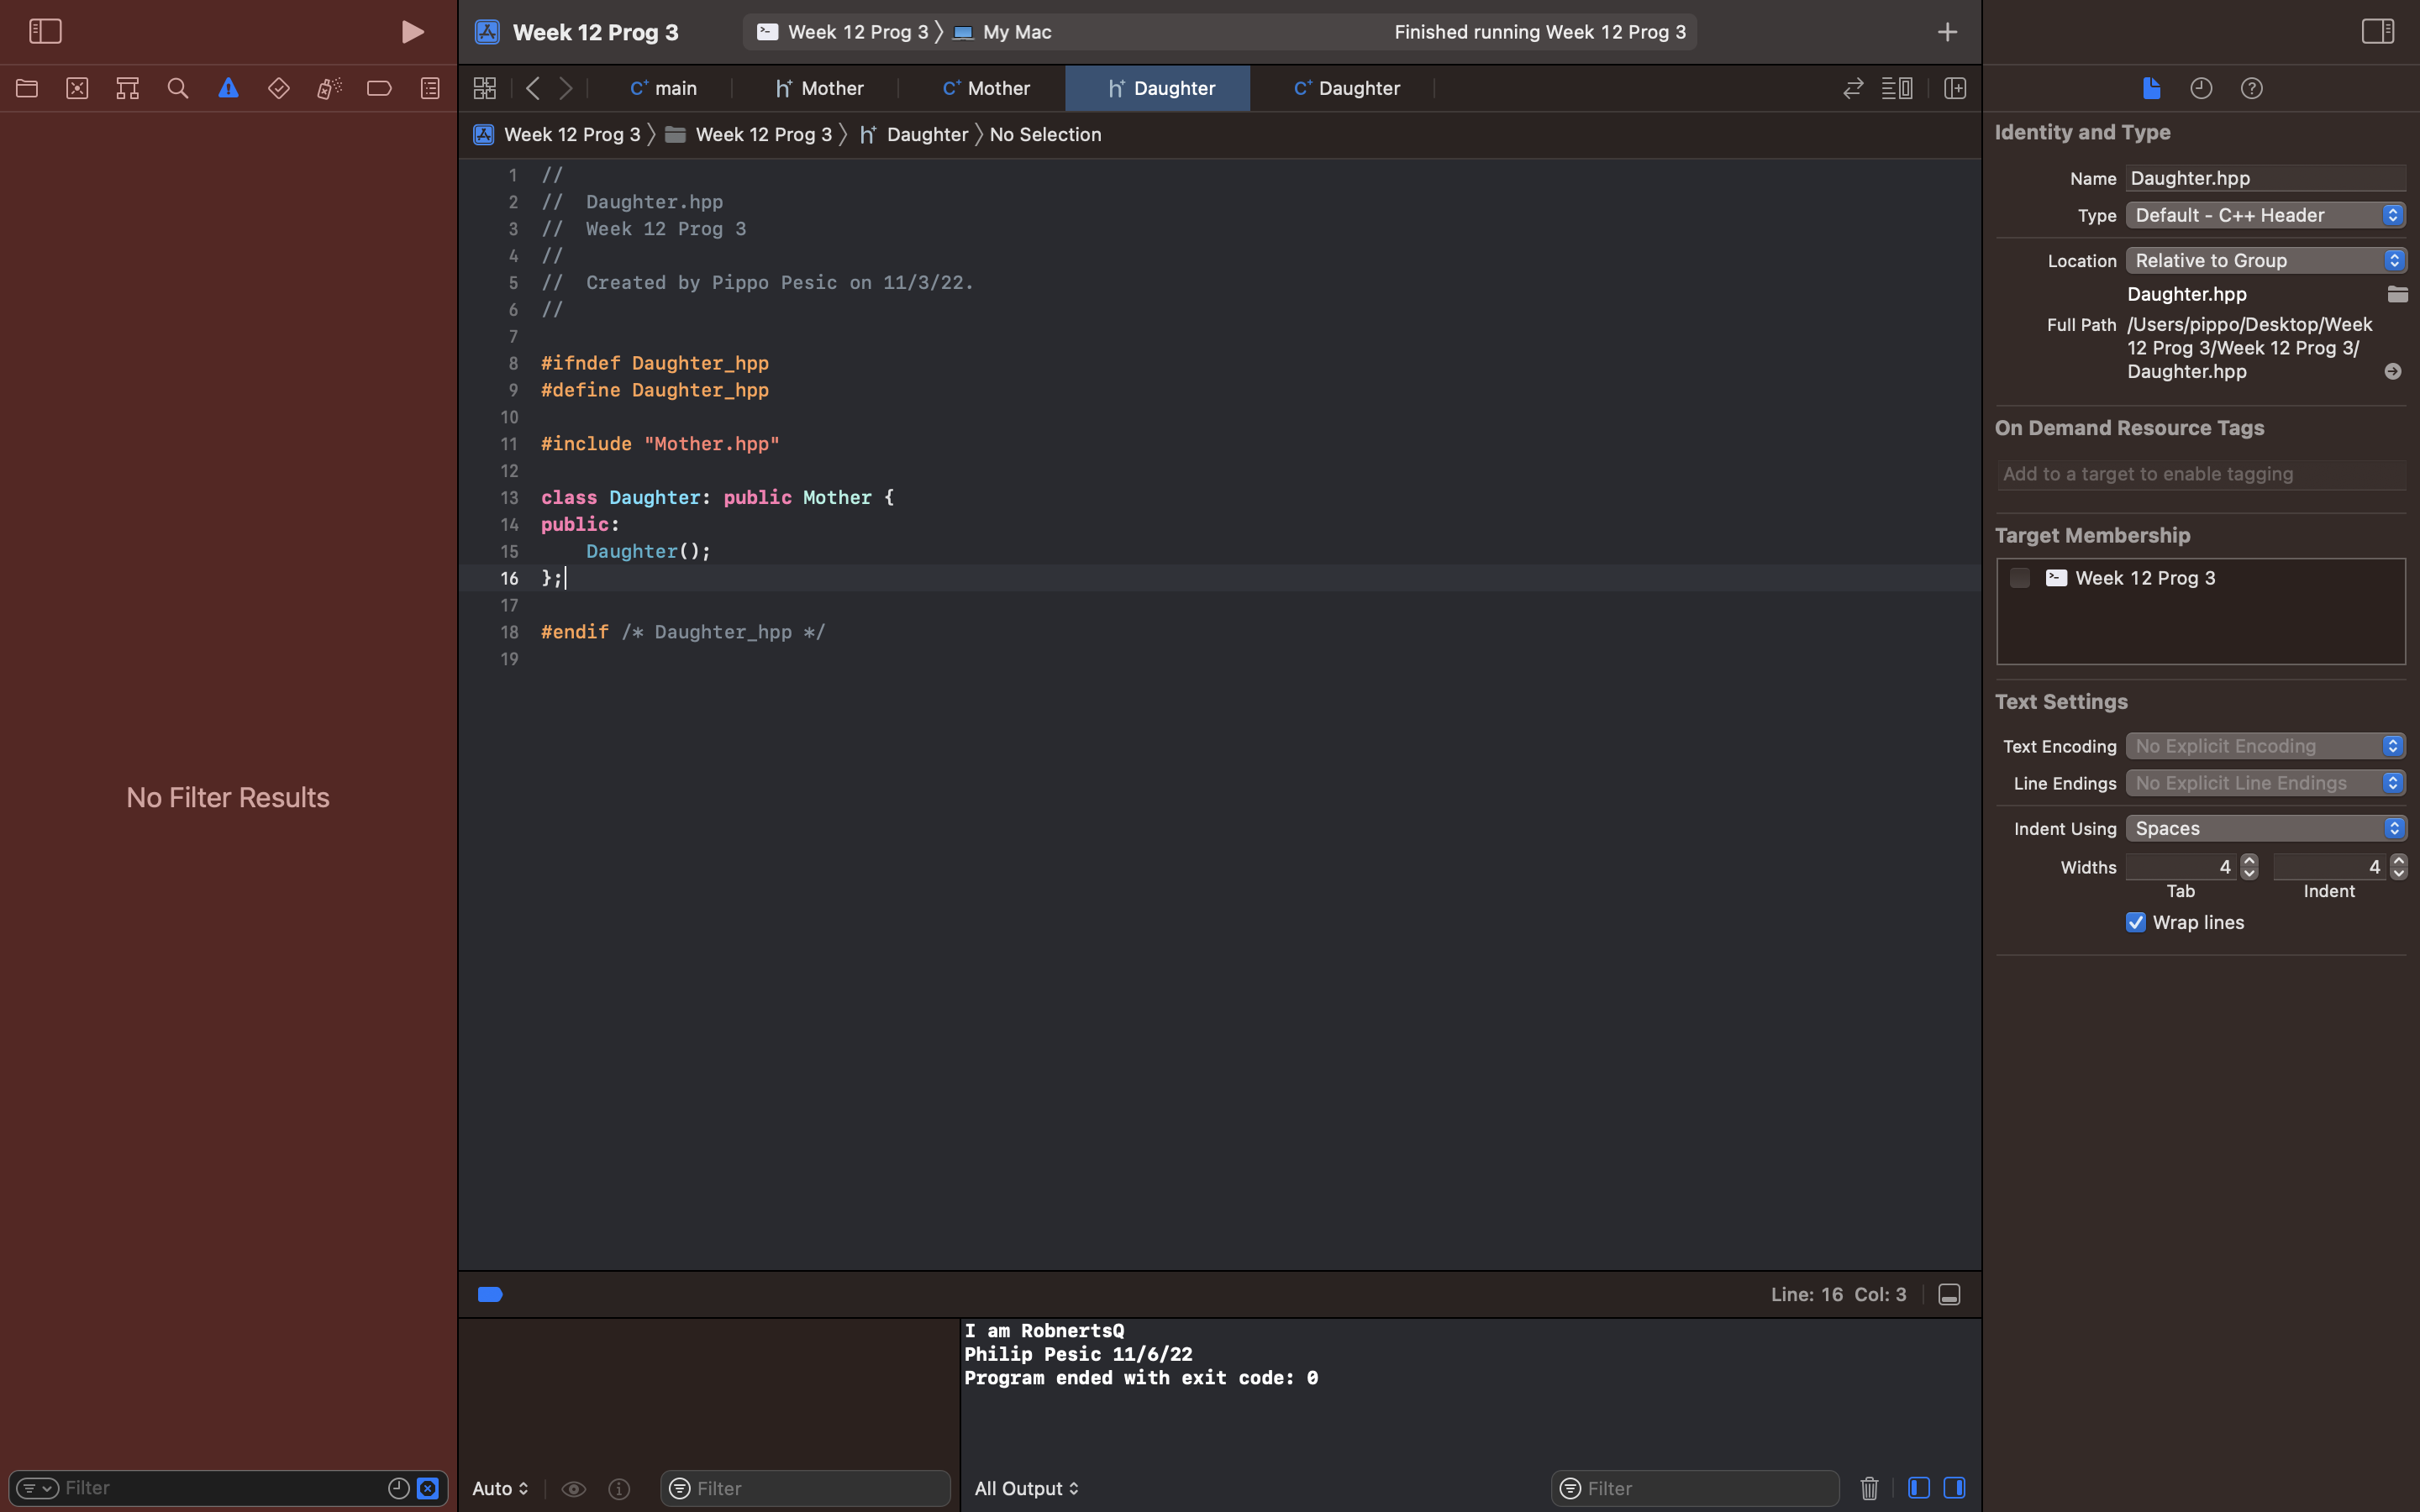 Week 12 Prog 3
Week 12 Prog 3 My Mac
Finished running Week 12 Prog 3
C+ main
h+ Mother
C+ Mother
h+ Daughter
C+ Daughter
Week 12 Prog 3 Week 12 Prog 3 h+ Daughter No Selection
1 //
2 //  Daughter.hpp
3 //  Week 12 Prog 3
4 //
5 //  Created by Pippo Pesic on 11/3/22.
6 //
7
8 #ifndef Daughter_hpp
9 #define Daughter_hpp
10
11 #include "Mother.hpp"
12
13 class Daughter: public Mother {
14 public:
15     Daughter();
16 };
17
18 #endif /* Daughter_hpp */
19
No Filter Results
Filter
Line: 16 Col: 3
I am RobnertsQ
Philip Pesic 11/6/22
Program ended with exit code: 0
Auto
Filter
All Output
Filter
Identity and Type
Name Daughter.hpp
Type Default - C++ Header
Location Relative to Group
Daughter.hpp
Full Path /Users/pippo/Desktop/Week
12 Prog 3/Week 12 Prog 3/
Daughter.hpp
On Demand Resource Tags
Add to a target to enable tagging
Target Membership
Week 12 Prog 3
Text Settings
Text Encoding No Explicit Encoding
Line Endings No Explicit Line Endings
Indent Using Spaces
Widths 4 4
Tab Indent
Wrap lines